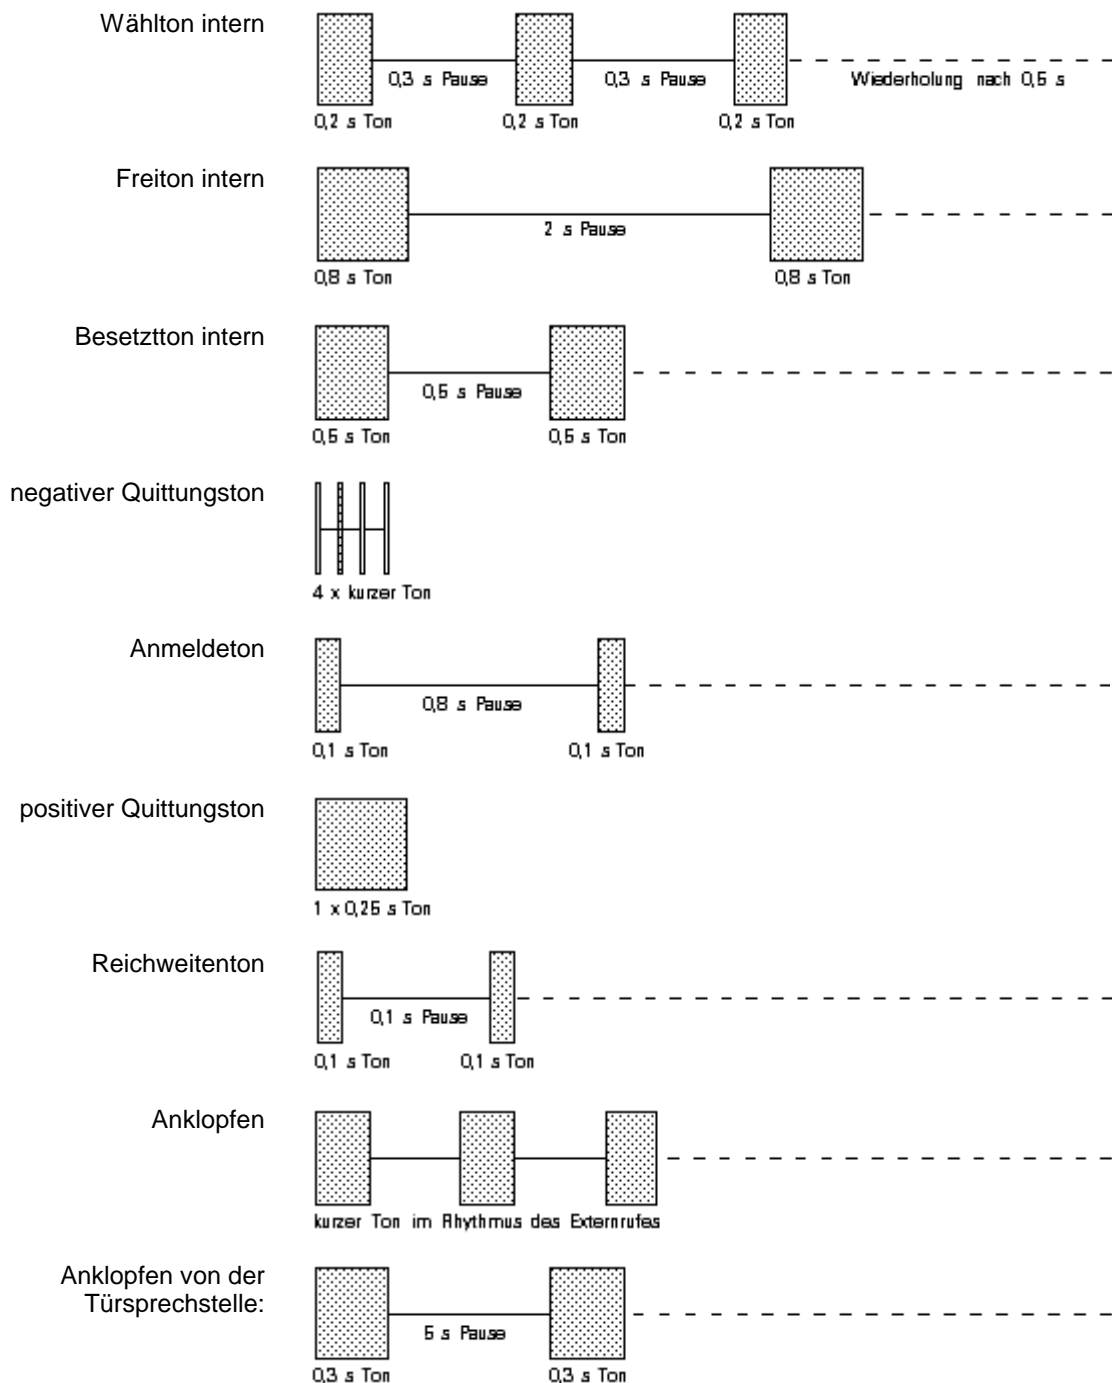 Wählton intern
0,3 s Pause 0,3 s Pause Wiederholung nach 0,5 s
0,2 s Ton 0,2 s Ton 0,2 s Ton
Freiton intern
2 s Pause
0,8 s Ton 0,8 s Ton
Besetztton intern
0,5 s Pause
0,5 s Ton 0,5 s Ton
negativer Quittungston
4 x kurzer Ton
Anmeldeton
0,8 s Pause
0,1 s Ton 0,1 s Ton
positiver Quittungston
1 x 0,25 s Ton
Reichweitenton
0,1 s Pause
0,1 s Ton 0,1 s Ton
Anklopfen
kurzer Ton im Rhythmus des Externrufes
Anklopfen von der
Türsprechstelle:
5 s Pause
0,3 s Ton 0,3 s Ton